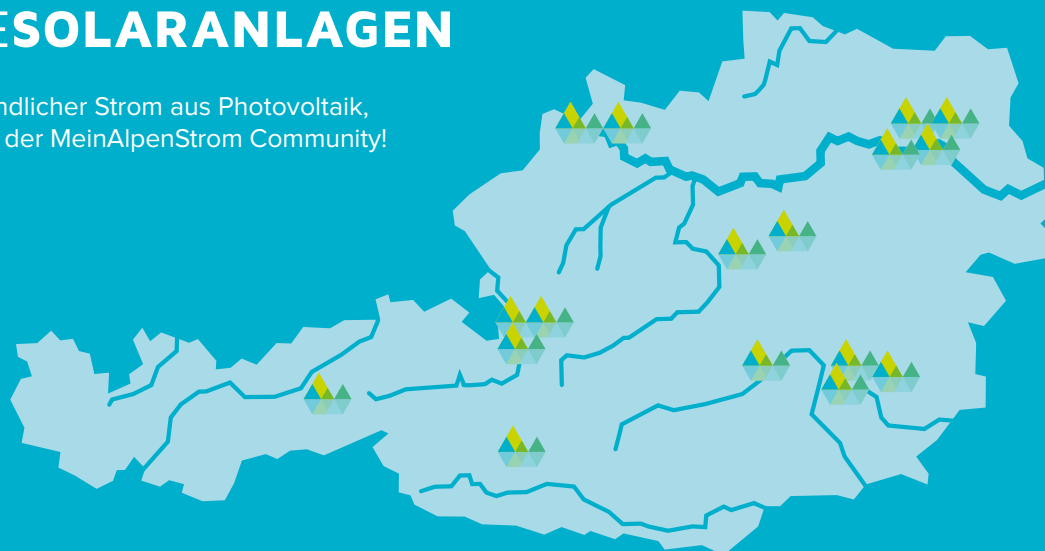 ESOLARANLAGEN
ndlicher Strom aus Photovoltaik,
der MeinAlpenStrom Community!